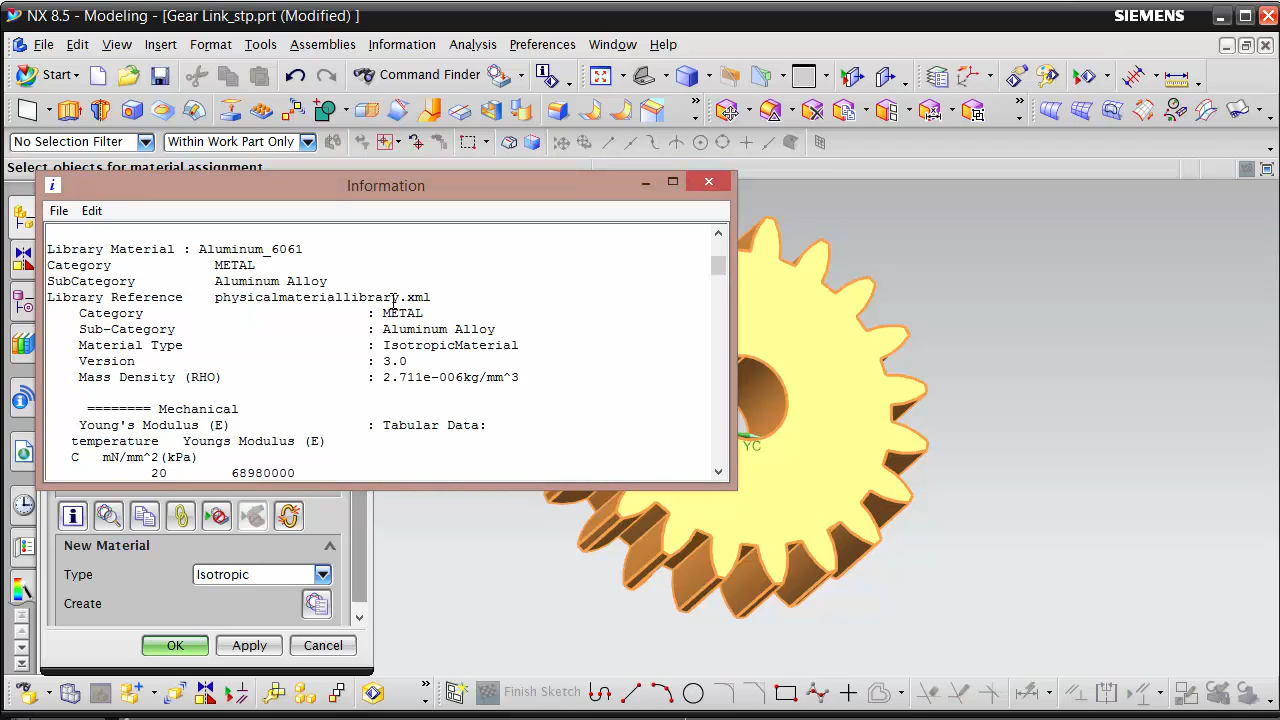 NX 8.5 - Modeling - [Gear Link_stp.prt (Modified) ]
SIEMENS
File Edit View Insert Format Tools Assemblies Information Analysis Preferences Window Help
Start
Command Finder
No Selection Filter
Within Work Part Only
Select objects for material assignment
Information
File Edit
Library Material : Aluminum_6061
Category METAL
SubCategory Aluminum Alloy
Library Reference physicalmateriallibrary.xml
Category : METAL
Sub-Category : Aluminum Alloy
Material Type : IsotropicMaterial
Version : 3.0
Mass Density (RHO) : 2.711e-006kg/mm^3
======== Mechanical
Young's Modulus (E) : Tabular Data:
temperature Youngs Modulus (E)
C mN/mm^2(kPa)
20 68980000
YC
New Material
Type Isotropic
Create
OK Apply Cancel
Finish Sketch